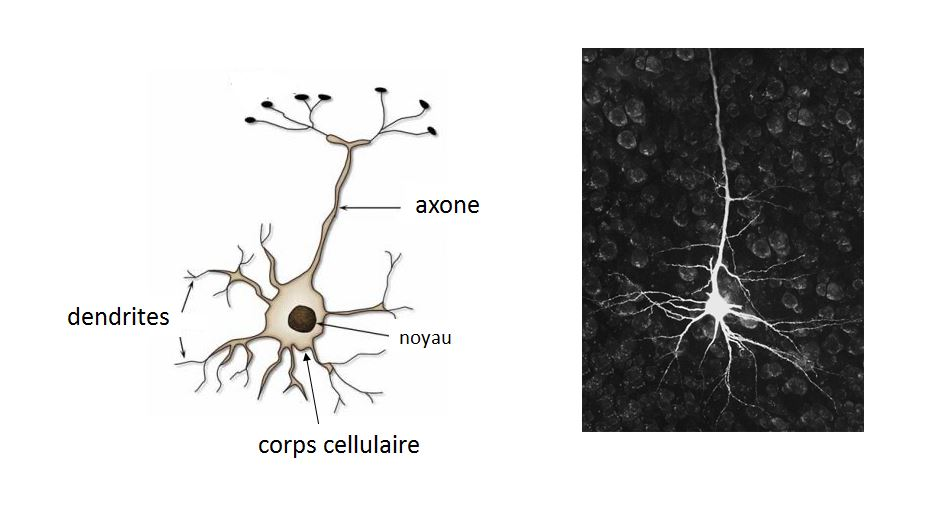 axone
dendrites
noyau
corps cellulaire